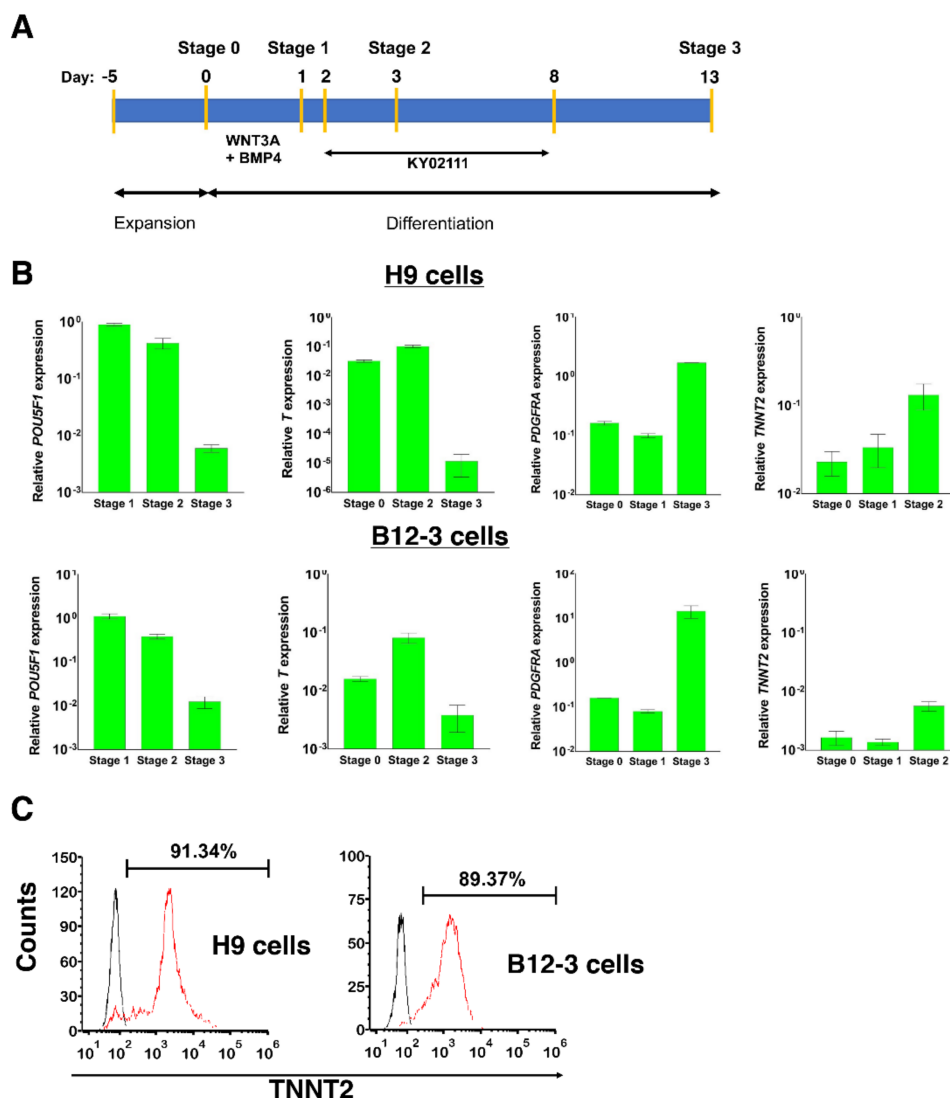 A
Stage 0 Stage 1 Stage 2 Stage 3
Day: -5 0 1 2 3 8 13
WNT3A
+ BMP4
KY02111
Expansion Differentiation
B
H9 cells
Relative POU5F1 expression
10^0
10^-1
10^-2
10^-3
Stage 1 Stage 2 Stage 3
Relative T expression
10^0
10^-1
10^-2
10^-3
10^-4
10^-5
10^-6
Stage 0 Stage 2 Stage 3
Relative PDGFRA expression
10^1
10^0
10^-1
10^-2
Stage 0 Stage 1 Stage 3
Relative TNNT2 expression
10^0
10^-1
10^-2
Stage 0 Stage 1 Stage 2
B12-3 cells
Relative POU5F1 expression
10^1
10^0
10^-1
10^-2
10^-3
Stage 1 Stage 2 Stage 3
Relative T expression
10^0
10^-1
10^-2
10^-3
Stage 0 Stage 2 Stage 3
Relative PDGFRA expression
10^2
10^1
10^0
10^-1
10^-2
Stage 0 Stage 1 Stage 3
Relative TNNT2 expression
10^0
10^-1
10^-2
10^-3
Stage 0 Stage 1 Stage 2
C
Counts
150
120
90
60
30
0
91.34%
H9 cells
10^1 10^2 10^3 10^4 10^5 10^6
100
75
50
25
0
89.37%
B12-3 cells
10^1 10^2 10^3 10^4 10^5 10^6
TNNT2